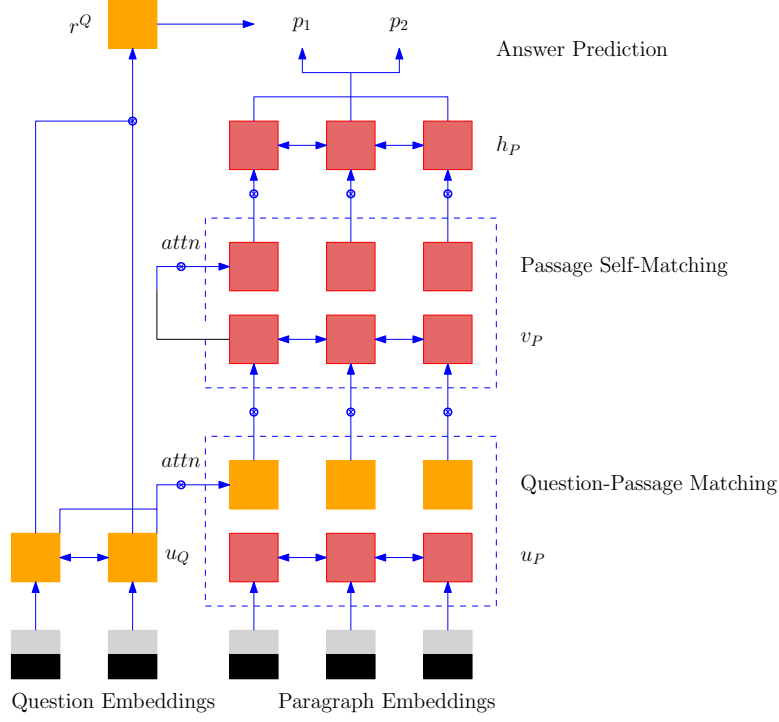 r^Q p_1 p_2
Answer Prediction
h_P
attn
Passage Self-Matching
v_P
attn
Question-Passage Matching
u_Q u_P
Question Embeddings Paragraph Embeddings